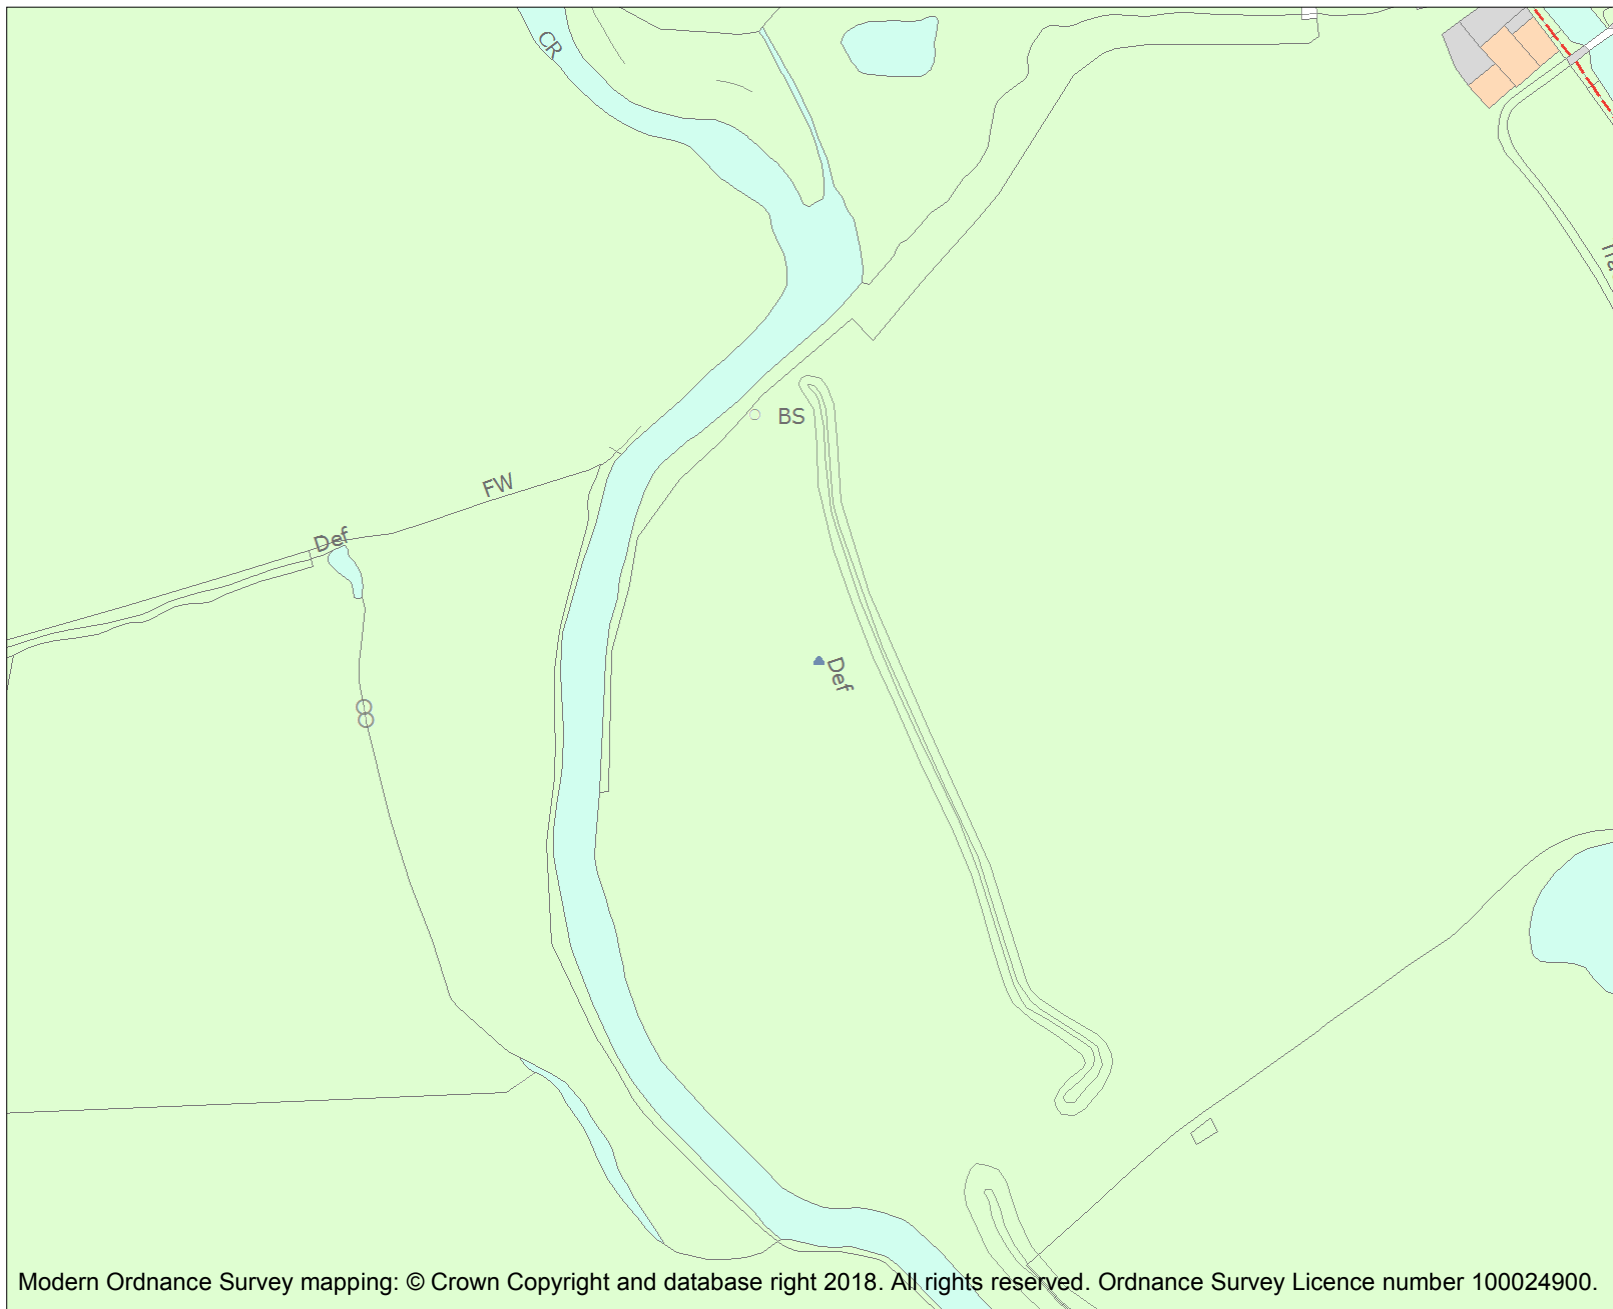 CR
Tra
BS
FW
Def
Def
Modern Ordnance Survey mapping: © Crown Copyright and database right 2018. All rights reserved. Ordnance Survey Licence number 100024900.